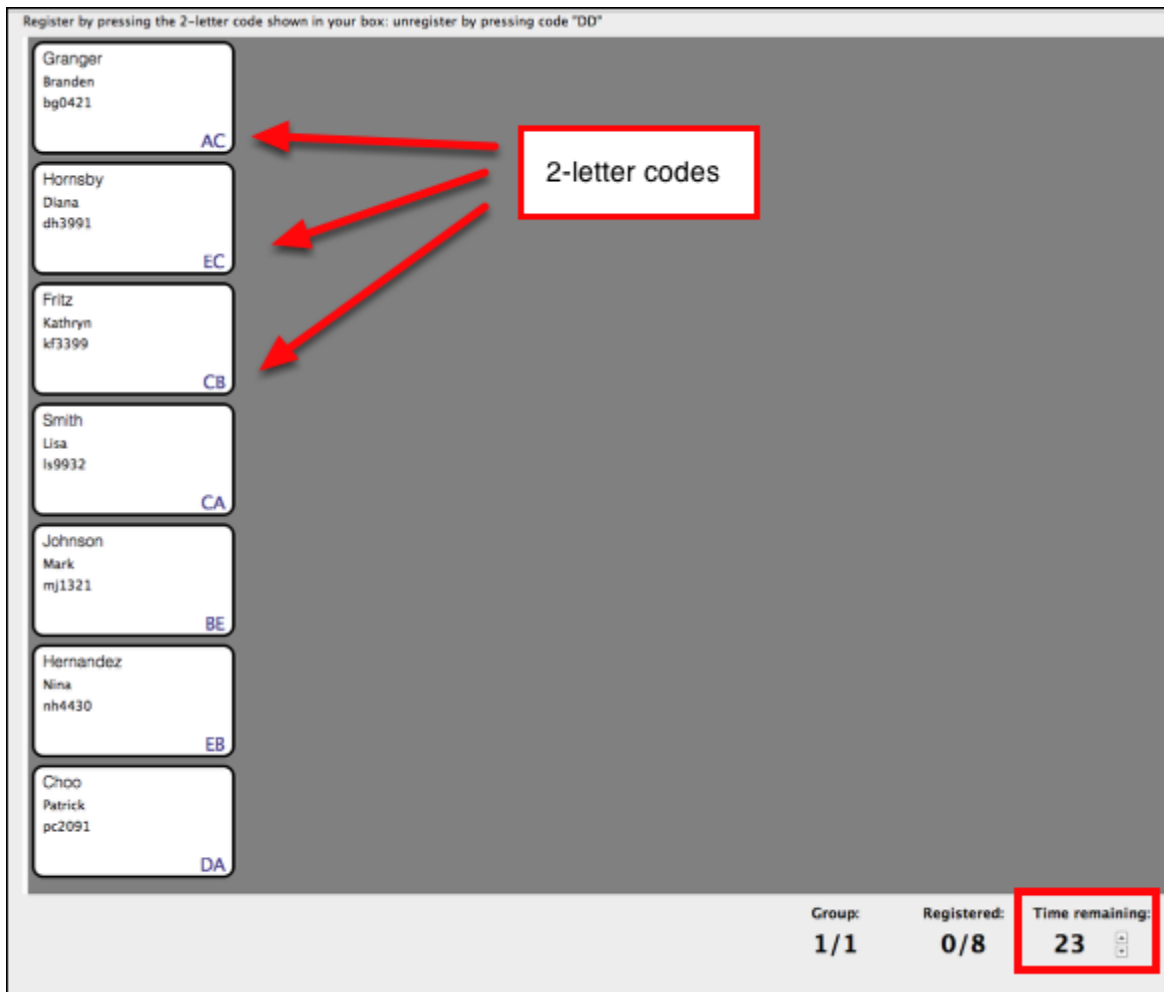 Register by pressing the 2-letter code shown in your box: unregister by pressing code "DD"
Granger
Branden
bg0421
AC
Hornsby
Diana
dh3991
EC
Fritz
Kathryn
kf3399
CB
Smith
Lisa
ls9932
CA
Johnson
Mark
mj1321
BE
Hernandez
Nina
nh4430
EB
Choo
Patrick
pc2091
DA
2-letter codes
Group: Registered: Time remaining:
1/1 0/8 23